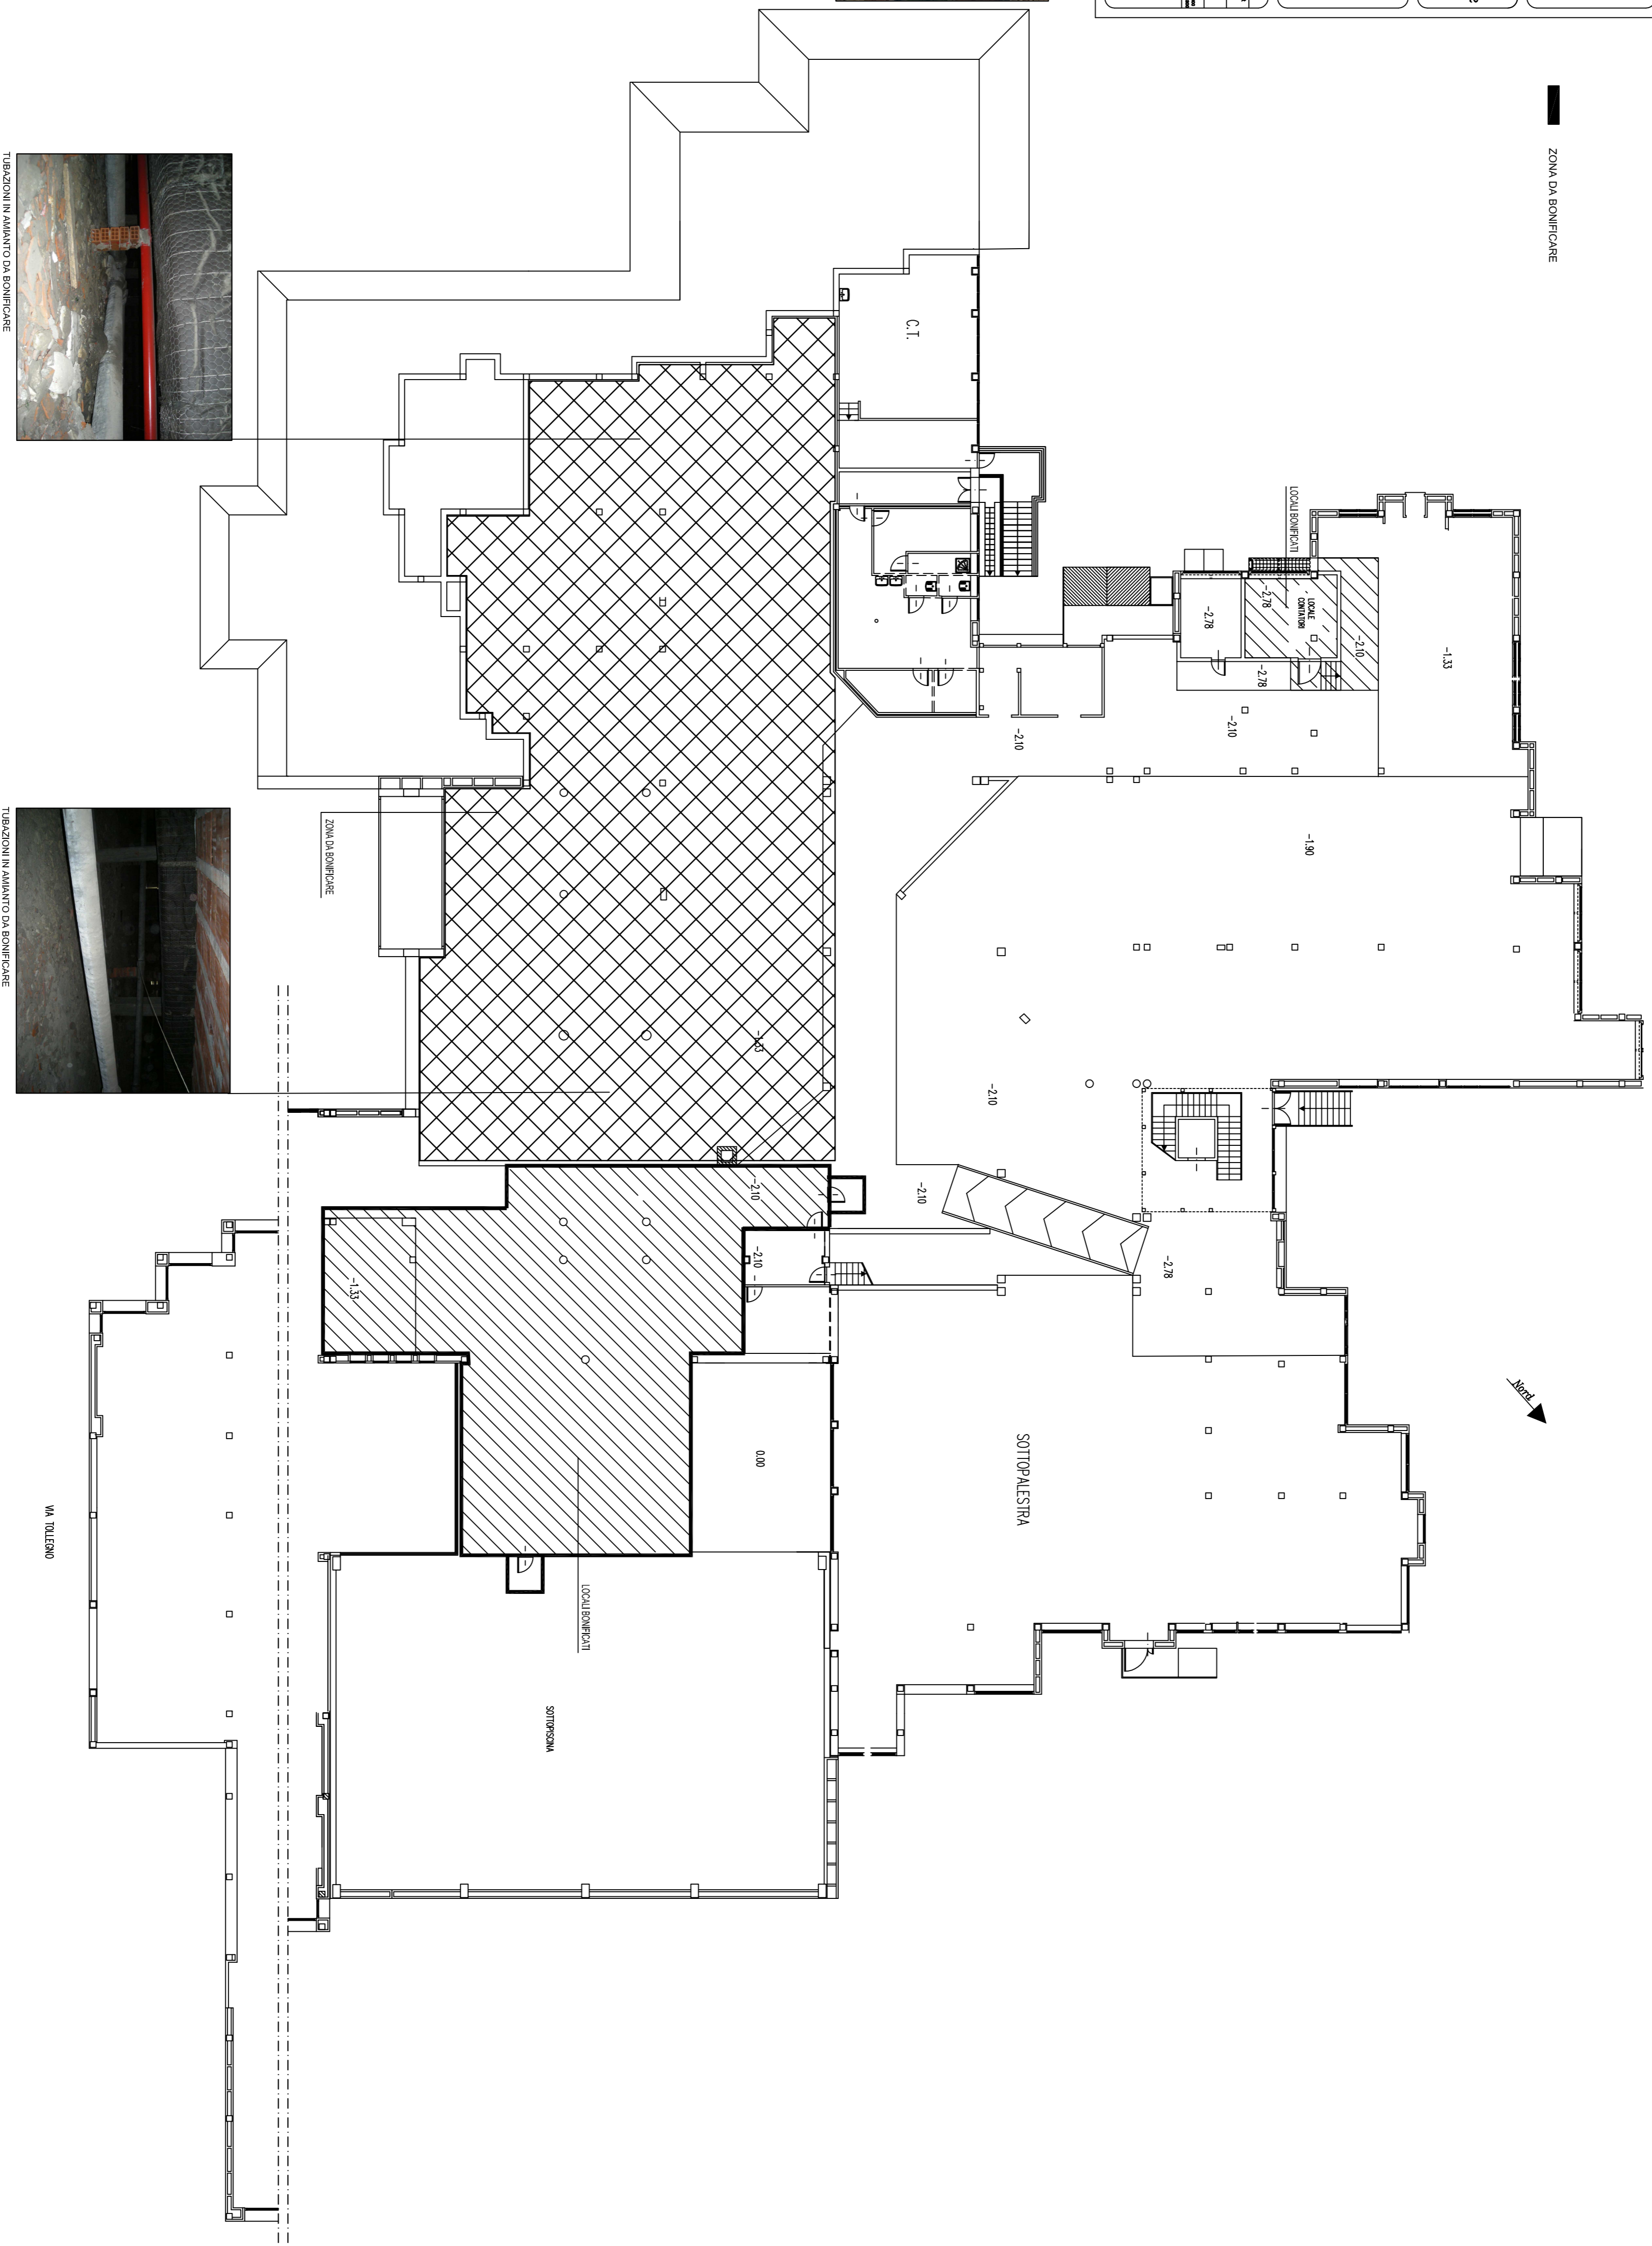 ZONA DA BONIFICARE
C.T.
LOCALI BONIFICATI
LOCALE
CONTATORI
-2.78
-2.78
-2.78
-2.10
-1.33
-2.10
-2.10
-1.90
-2.10
-2.10
-2.78
-1.33
ZONA DA BONIFICARE
TUBAZIONI IN AMIANTO DA BONIFICARE
TUBAZIONI IN AMIANTO DA BONIFICARE
-2.10
-2.10
-1.33
0.00
SOTTOPALESTRA
Nord
LOCALI BONIFICATI
SOTTOPISCINA
VIA TOLLEGNO